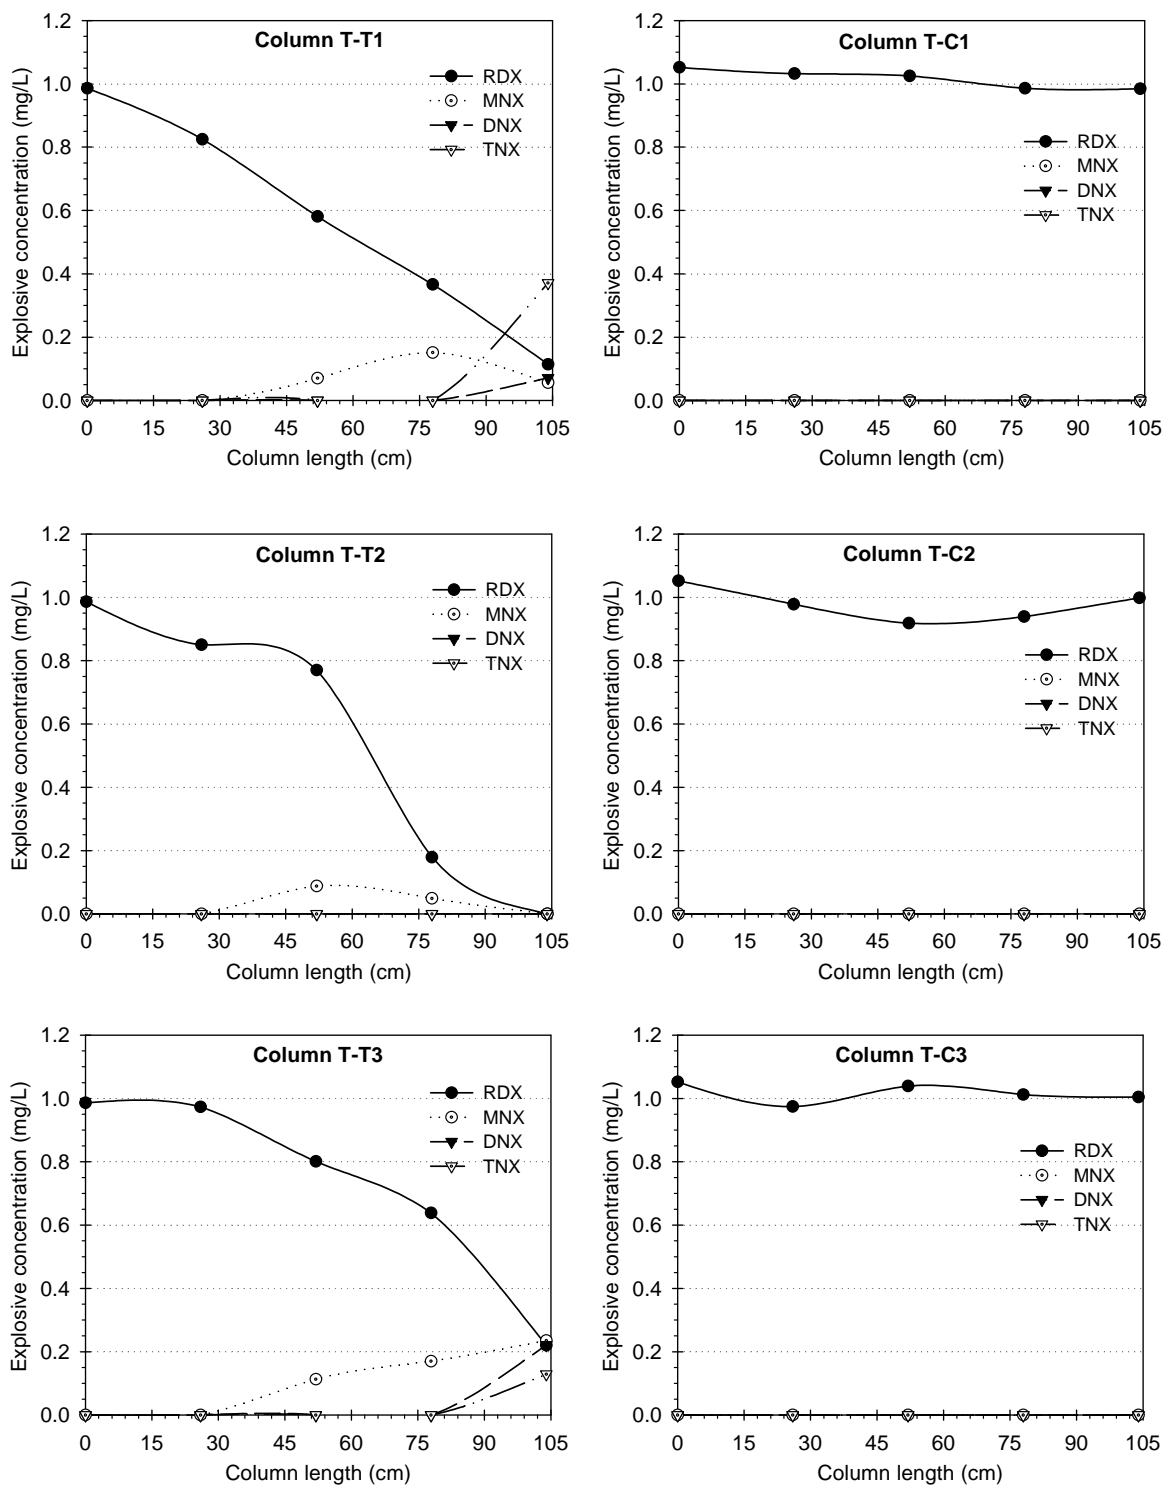 Column T-T1
Explosive concentration (mg/L)
1.2
1.0
0.8
0.6
0.4
0.2
0.0
RDX
MNX
DNX
TNX
0 15 30 45 60 75 90 105
Column length (cm)
Column T-C1
Explosive concentration (mg/L)
1.2
1.0
0.8
0.6
0.4
0.2
0.0
RDX
MNX
DNX
TNX
0 15 30 45 60 75 90 105
Column length (cm)
Column T-T2
Explosive concentration (mg/L)
1.2
1.0
0.8
0.6
0.4
0.2
0.0
RDX
MNX
DNX
TNX
0 15 30 45 60 75 90 105
Column length (cm)
Column T-C2
Explosive concentration (mg/L)
1.2
1.0
0.8
0.6
0.4
0.2
0.0
RDX
MNX
DNX
TNX
0 15 30 45 60 75 90 105
Column length (cm)
Column T-T3
Explosive concentration (mg/L)
1.2
1.0
0.8
0.6
0.4
0.2
0.0
RDX
MNX
DNX
TNX
0 15 30 45 60 75 90 105
Column length (cm)
Column T-C3
Explosive concentration (mg/L)
1.2
1.0
0.8
0.6
0.4
0.2
0.0
RDX
MNX
DNX
TNX
0 15 30 45 60 75 90 105
Column length (cm)